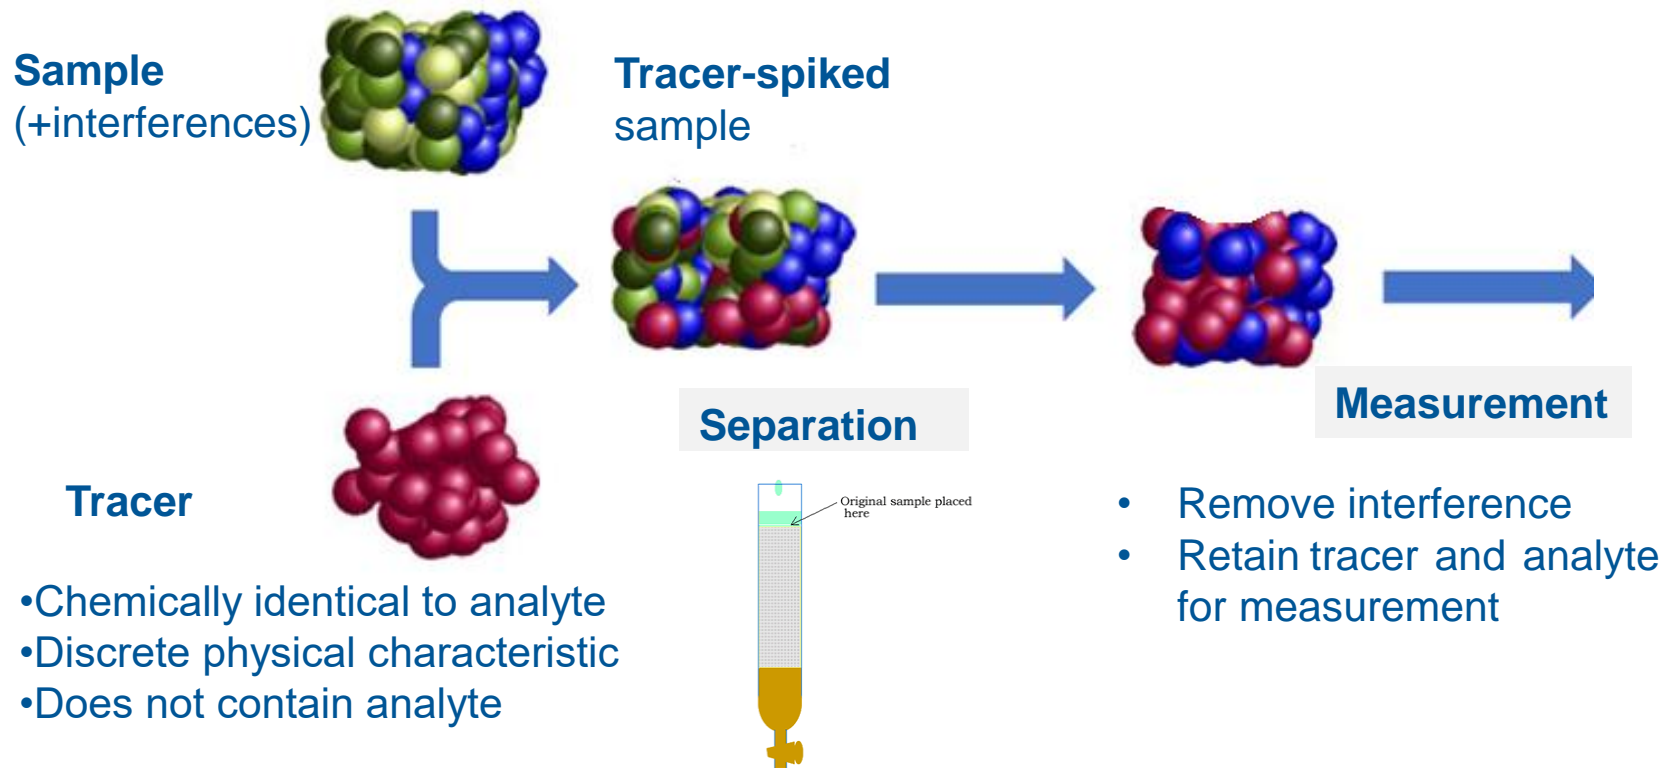 Sample
(+interferences)
Tracer-spiked
sample
Separation
Measurement
Original sample placed
here
Tracer
•Chemically identical to analyte
•Discrete physical characteristic
•Does not contain analyte
• Remove interference
• Retain tracer and analyte
for measurement